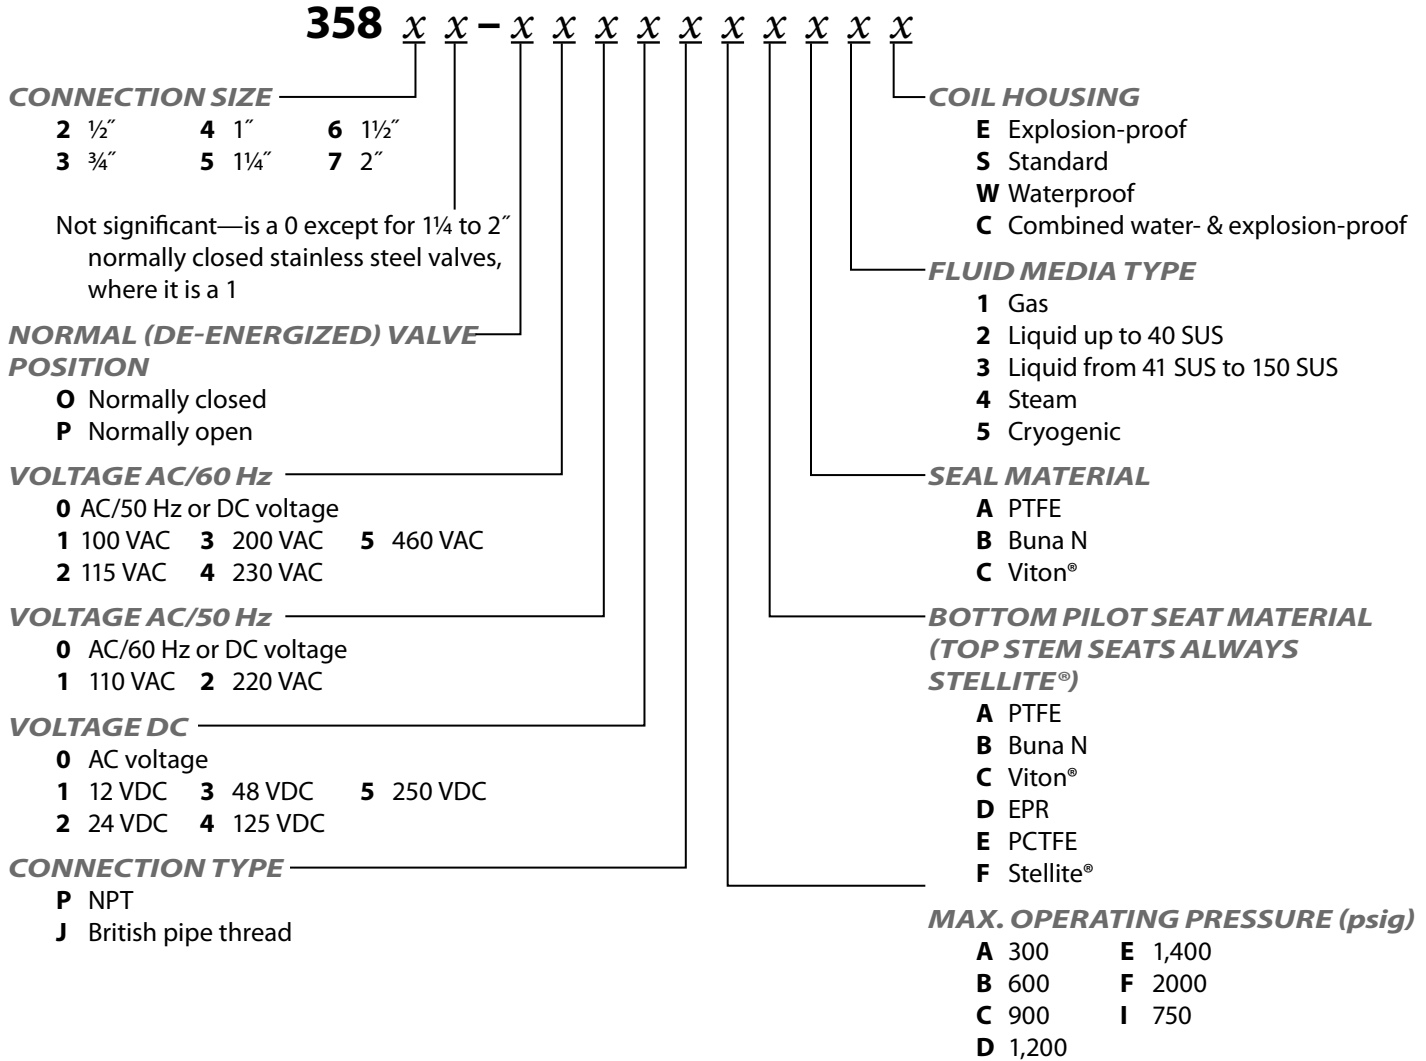 358 x x – x x x x x x x x x x
CONNECTION SIZE
2 ½″ 4 1″ 6 1½″
3 ¾″ 5 1¼″ 7 2″
Not significant—is a 0 except for 1¼ to 2″
normally closed stainless steel valves,
where it is a 1
NORMAL (DE-ENERGIZED) VALVE
POSITION
O Normally closed
P Normally open
VOLTAGE AC/60 Hz
0 AC/50 Hz or DC voltage
1 100 VAC 3 200 VAC 5 460 VAC
2 115 VAC 4 230 VAC
VOLTAGE AC/50 Hz
0 AC/60 Hz or DC voltage
1 110 VAC 2 220 VAC
VOLTAGE DC
0 AC voltage
1 12 VDC 3 48 VDC 5 250 VDC
2 24 VDC 4 125 VDC
CONNECTION TYPE
P NPT
J British pipe thread
COIL HOUSING
E Explosion-proof
S Standard
W Waterproof
C Combined water- & explosion-proof
FLUID MEDIA TYPE
1 Gas
2 Liquid up to 40 SUS
3 Liquid from 41 SUS to 150 SUS
4 Steam
5 Cryogenic
SEAL MATERIAL
A PTFE
B Buna N
C Viton®
BOTTOM PILOT SEAT MATERIAL
(TOP STEM SEATS ALWAYS
STELLITE®)
A PTFE
B Buna N
C Viton®
D EPR
E PCTFE
F Stellite®
MAX. OPERATING PRESSURE (psig)
A 300 E 1,400
B 600 F 2000
C 900 I 750
D 1,200